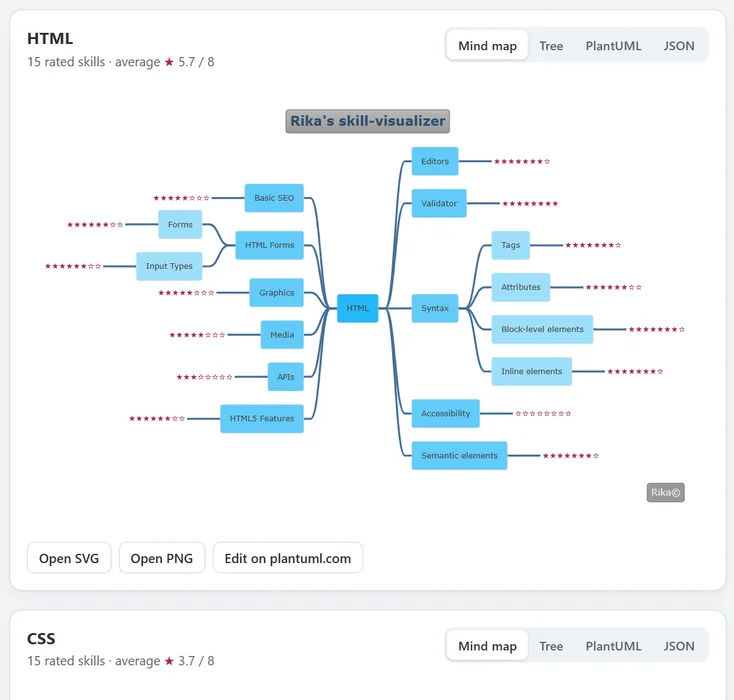 HTML
15 rated skills · average ★ 5.7 / 8
Mind map
Tree
PlantUML
JSON
Rika's skill-visualizer
Basic SEO
★★★★★☆☆☆
Forms
★★★★★★☆☆
HTML Forms
Input Types
★★★★★★☆☆
Graphics
★★★★★☆☆☆
Media
★★★★★☆☆☆
APIs
★★★☆☆☆☆☆
HTML5 Features
★★★★★★☆☆
HTML
Editors
★★★★★★★☆
Validator
★★★★★★★★
Syntax
Tags
★★★★★★★☆
Attributes
★★★★★★☆☆
Block-level elements
★★★★★★★☆
Inline elements
★★★★★★★☆
Accessibility
☆☆☆☆☆☆☆☆
Semantic elements
★★★★★★★☆
Rika©
Open SVG
Open PNG
Edit on plantuml.com
CSS
15 rated skills · average ★ 3.7 / 8
Mind map
Tree
PlantUML
JSON